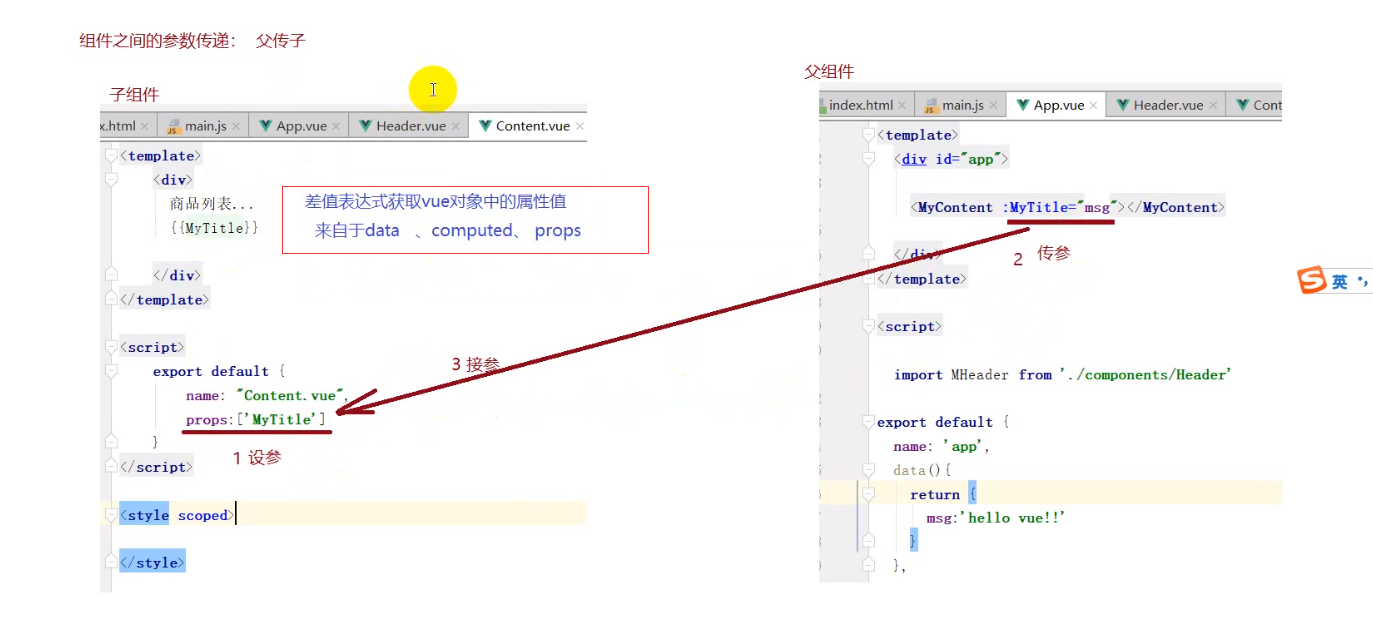 组件之间的参数传递： 父传子
子组件
x.html main.js App.vue Header.vue Content.vue
<template>
<div>
商品列表...
{{MyTitle}}
</div>
</template>
<script>
export default {
name: "Content.vue",
props:['MyTitle']
}
</script>
<style scoped>
</style>
差值表达式获取vue对象中的属性值
来自于data 、computed、 props
1 设参
3 接参
父组件
index.html main.js App.vue Header.vue Cont
<template>
<div id="app">
<MyContent :MyTitle="msg"></MyContent>
</div>
</template>
2 传参
<script>
import MHeader from './components/Header'
export default {
name: 'app',
data(){
return {
msg:'hello vue!!'
}
},
英